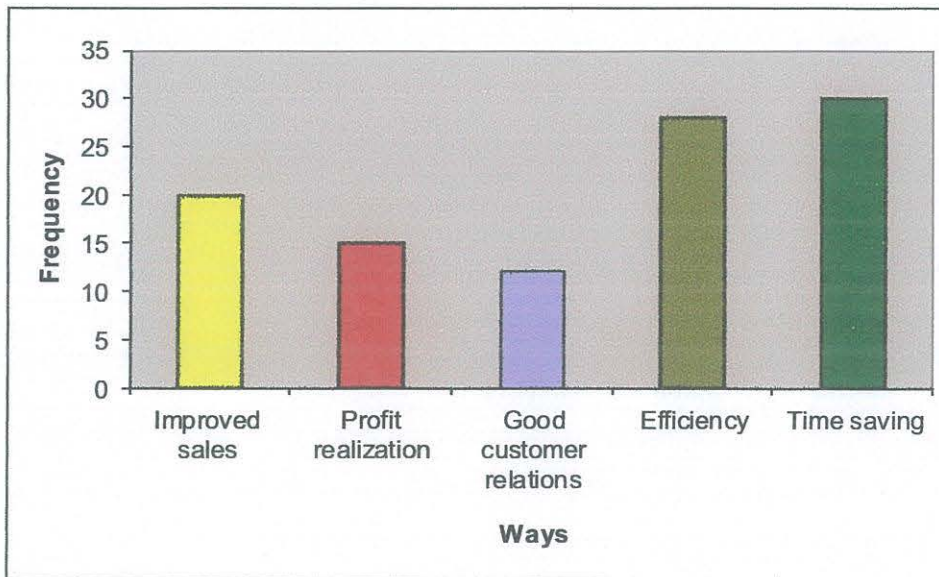 35
30
25
20
15
10
5
0
Frequency
Improved sales
Profit realization
Good customer relations
Efficiency
Time saving
Ways